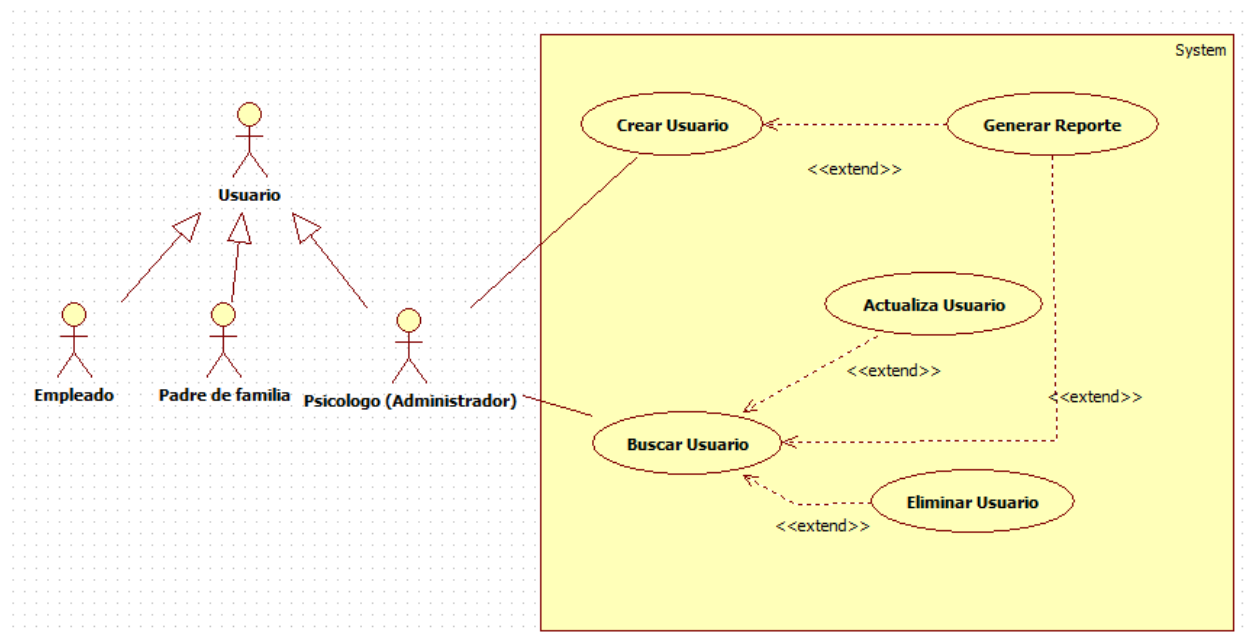 System
Crear Usuario
Generar Reporte
<<extend>>
Usuario
Actualiza Usuario
<<extend>>
Empleado
Padre de familia
Psicologo (Administrador)
<<extend>>
Buscar Usuario
Eliminar Usuario
<<extend>>